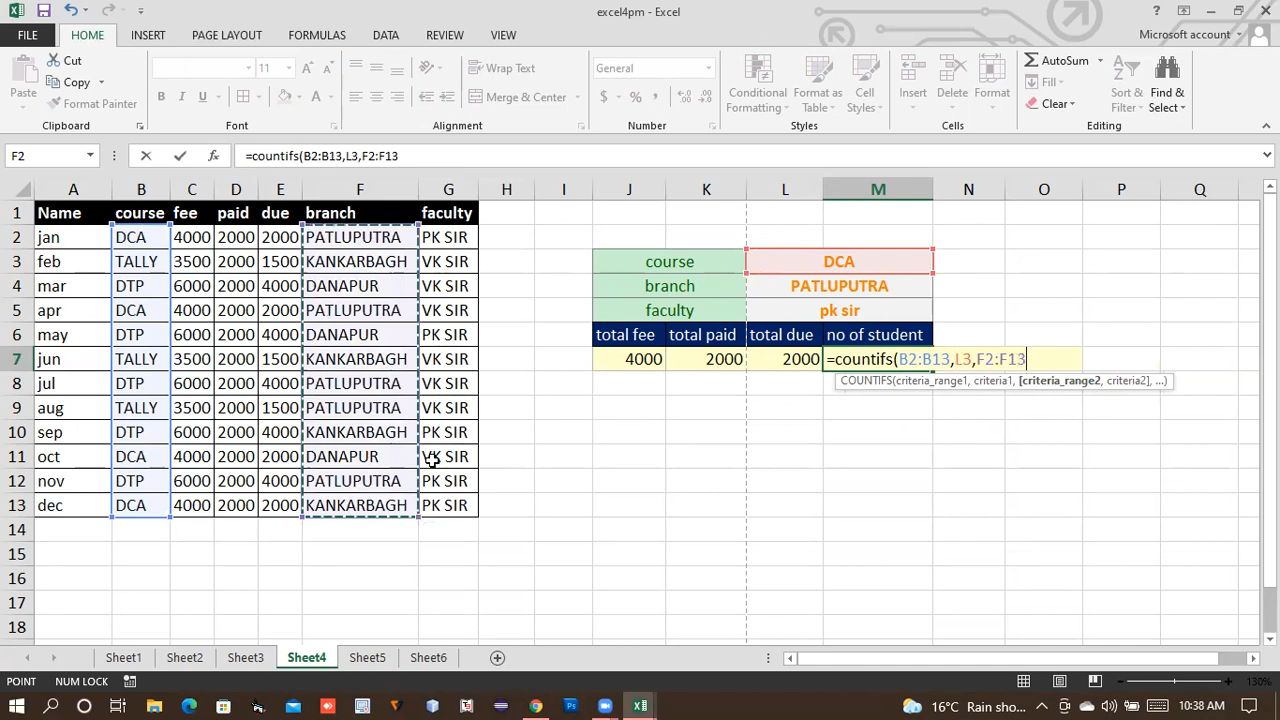 excel4pm - Excel
FILE HOME INSERT PAGE LAYOUT FORMULAS DATA REVIEW VIEW Microsoft account
Paste Cut Copy Format Painter Clipboard
11 B I U Font
Wrap Text Merge & Center Alignment
General $ % , Number
Conditional Formatting Format as Table Cell Styles Styles
Insert Delete Format Cells
AutoSum Fill Clear Sort & Filter Find & Select Editing
F2 fx =countifs(B2:B13,L3,F2:F13
A B C D E F G H I J K L M N O P Q
1 Name course fee paid due branch faculty
2 jan DCA 4000 2000 2000 PATLUPUTRA PK SIR
3 feb TALLY 3500 2000 1500 KANKARBAGH VK SIR course DCA
4 mar DTP 6000 2000 4000 DANAPUR VK SIR branch PATLUPUTRA
5 apr DCA 4000 2000 2000 PATLUPUTRA VK SIR faculty pk sir
6 may DTP 6000 2000 4000 DANAPUR PK SIR total fee total paid total due no of student
7 jun TALLY 3500 2000 1500 KANKARBAGH VK SIR 4000 2000 2000 =countifs(B2:B13,L3,F2:F13
8 jul DTP 6000 2000 4000 PATLUPUTRA VK SIR COUNTIFS(criteria_range1, criteria1, [criteria_range2, criteria2], ...)
9 aug TALLY 3500 2000 1500 PATLUPUTRA VK SIR
10 sep DTP 6000 2000 4000 KANKARBAGH PK SIR
11 oct DCA 4000 2000 2000 DANAPUR VK SIR
12 nov DTP 6000 2000 4000 PATLUPUTRA PK SIR
13 dec DCA 4000 2000 2000 KANKARBAGH PK SIR
14
15
16
17
18
Sheet1 Sheet2 Sheet3 Sheet4 Sheet5 Sheet6
POINT NUM LOCK 130%
16°C Rain sho... 10:38 AM